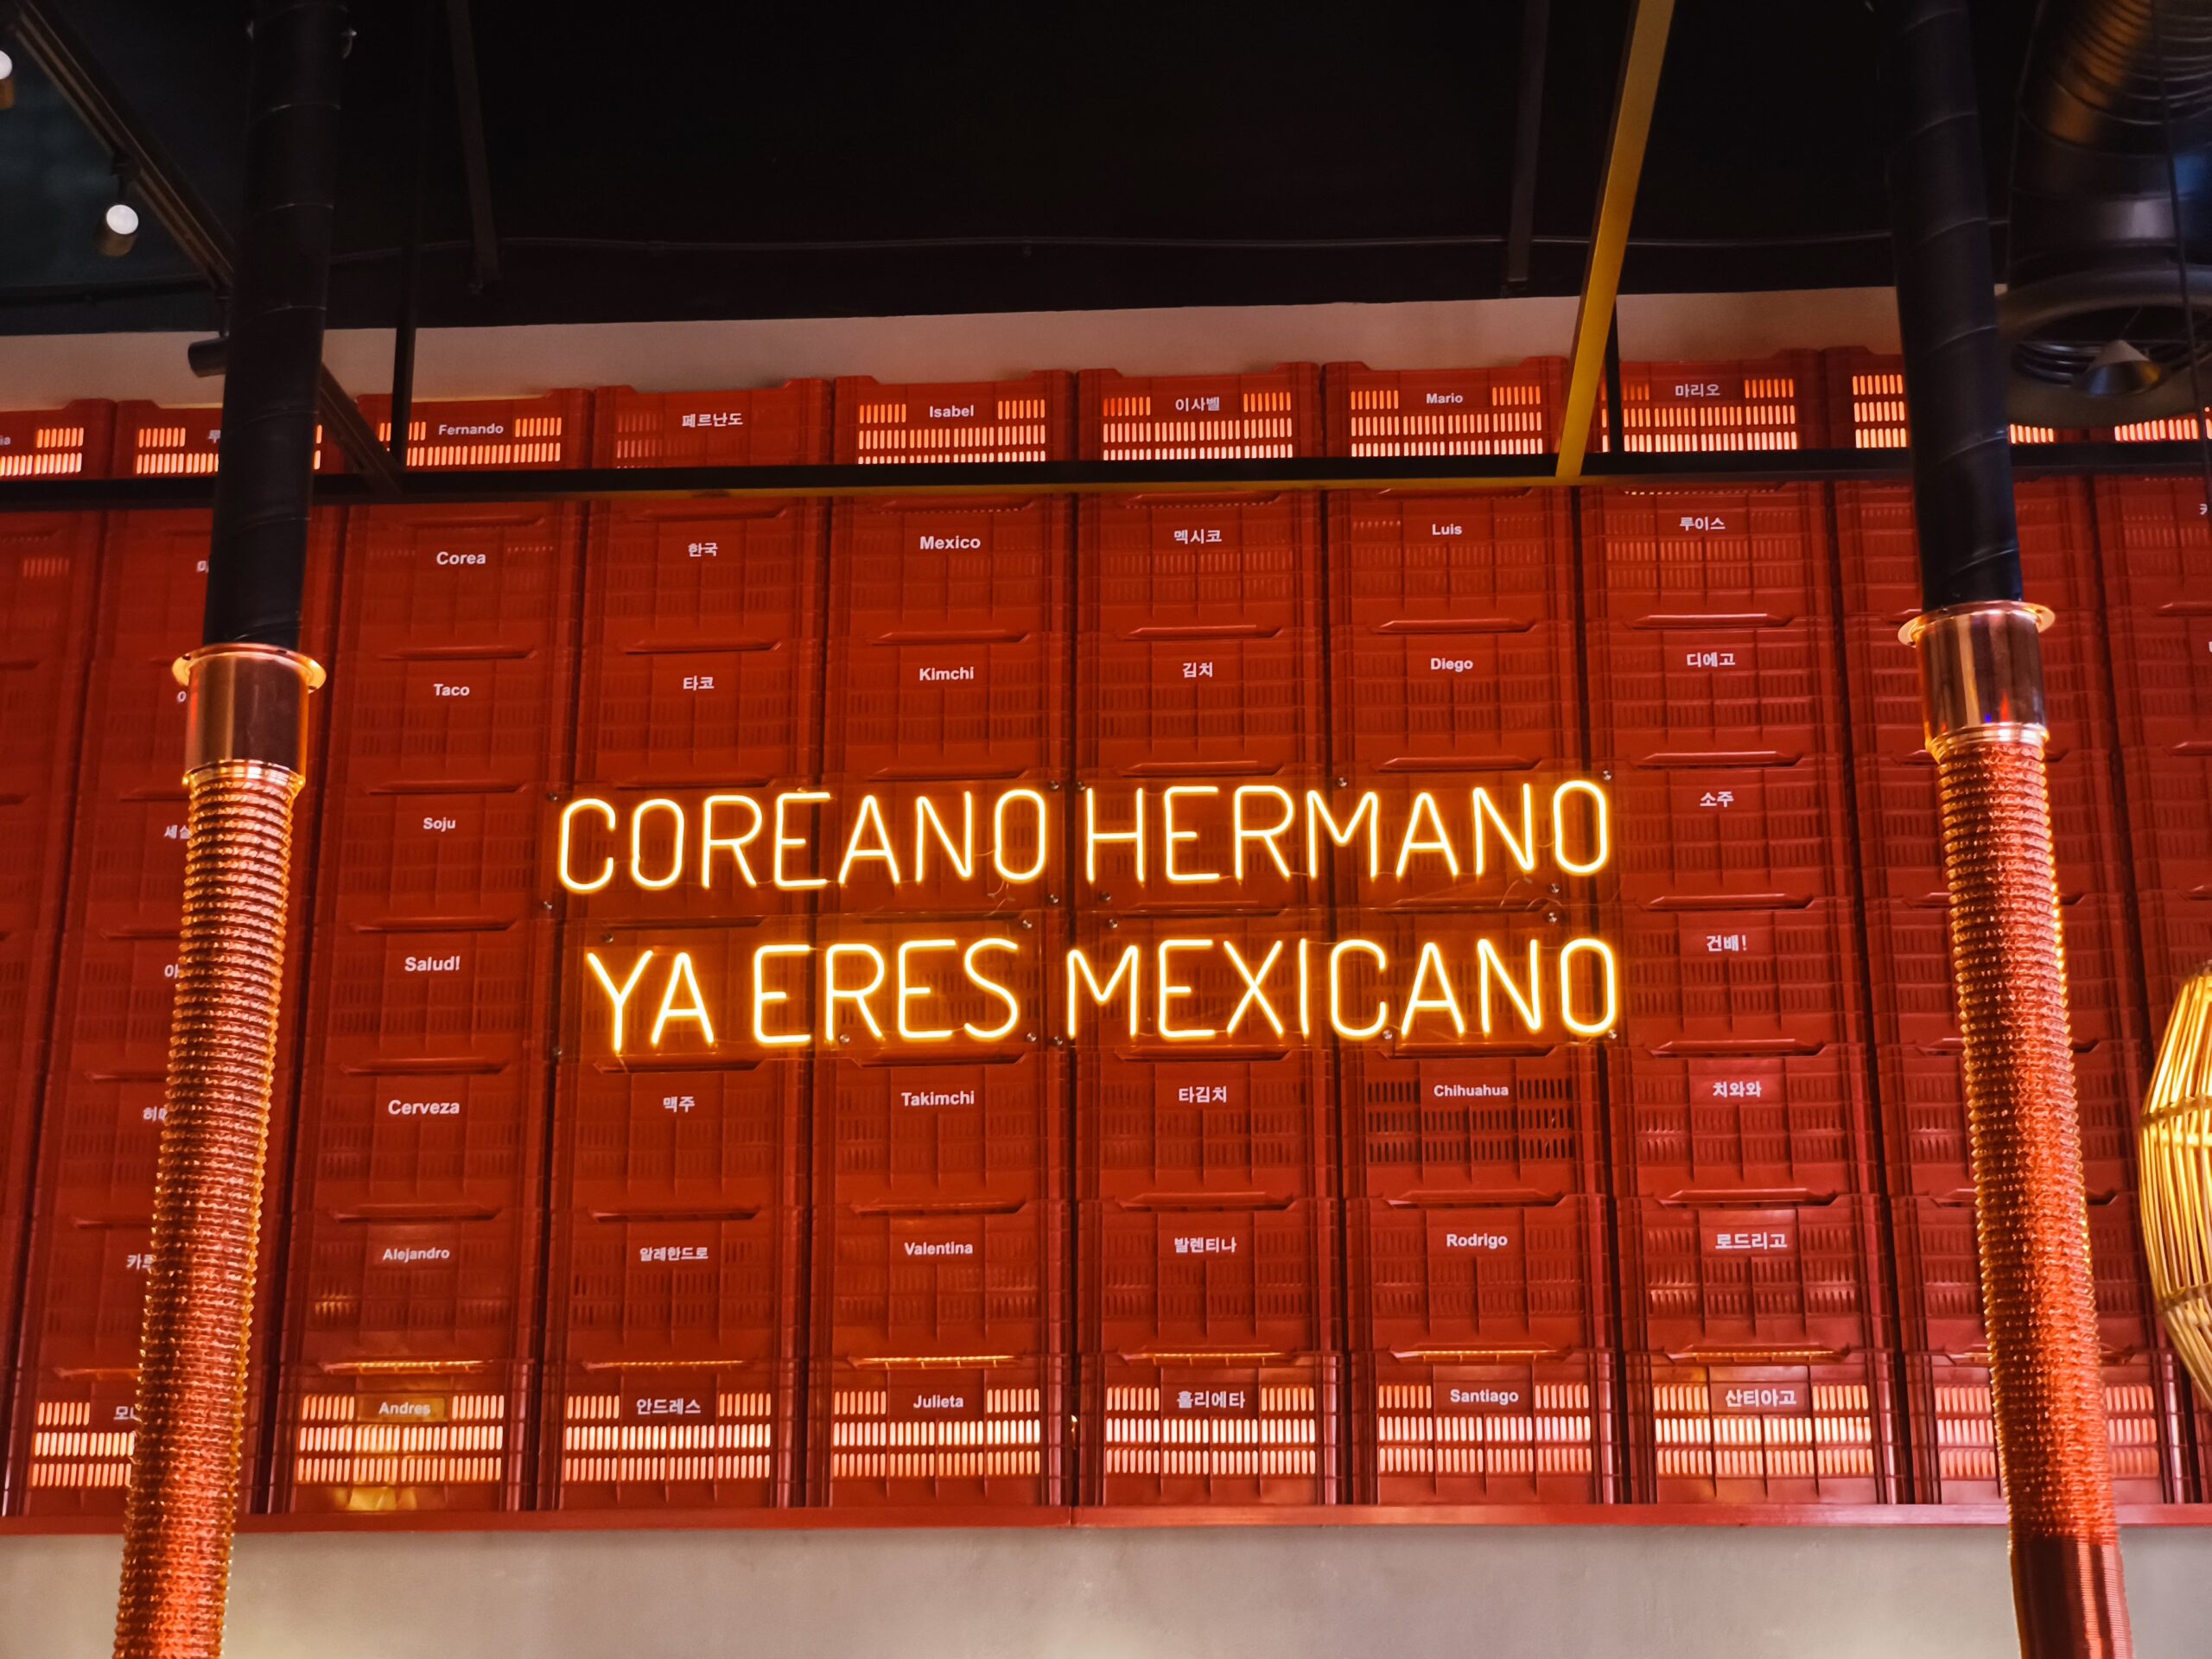 Fernando 페르난도 Isabel 이사벨 Mario 마리오
Corea 한국 Mexico 멕시코 Luis 루이스
Taco 타코 Kimchi 김치 Diego 디에고
Soju 소주
COREANO HERMANO
Salud! 건배!
YA ERES MEXICANO
Cerveza 맥주 Takimchi 타김치 Chihuahua 치와와
Alejandro 알레한드로 Valentina 발렌티나 Rodrigo 로드리고
Andres 안드레스 Julieta 훌리에타 Santiago 산티아고